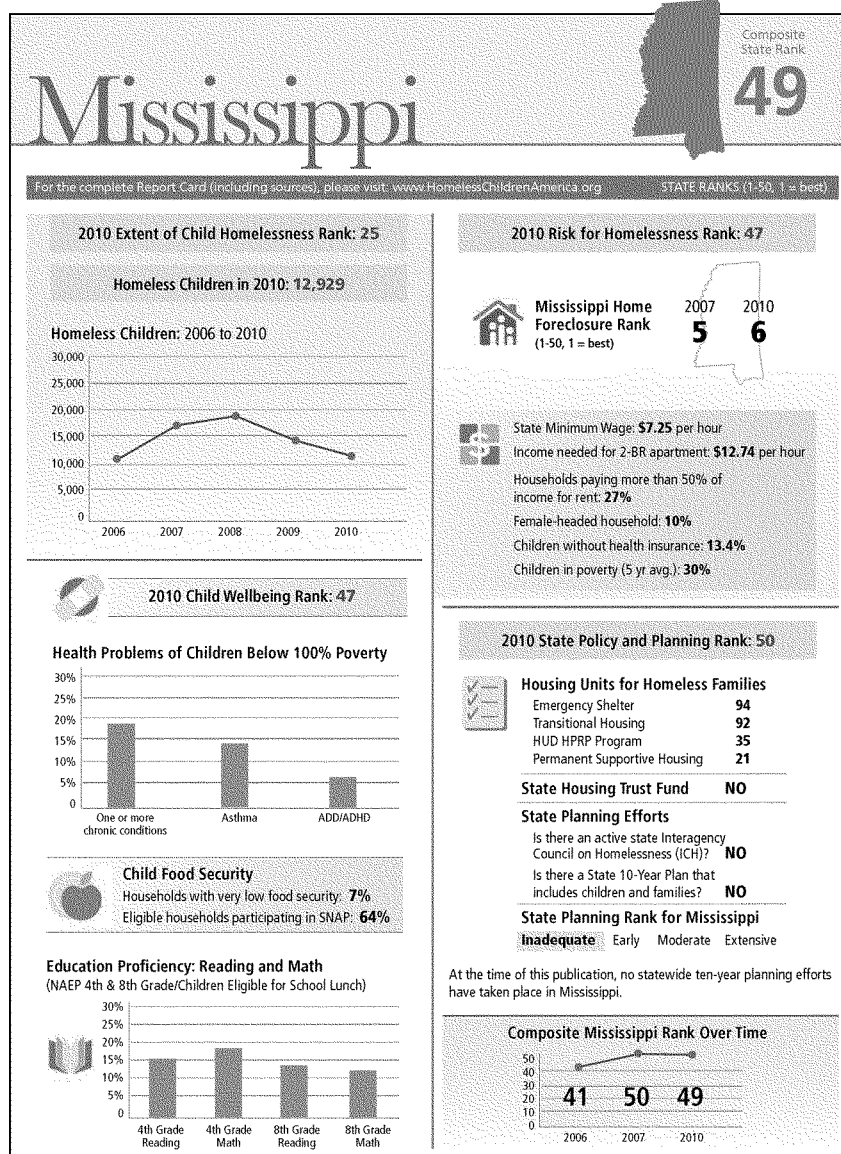 Mississippi
Composite
State Rank
49
For the complete Report Card (including sources), please visit: www.HomelessChildrenAmerica.org
STATE RANKS (1-50, 1 = best)
2010 Extent of Child Homelessness Rank: 25
Homeless Children in 2010: 12,929
Homeless Children: 2006 to 2010
30,000
25,000
20,000
15,000
10,000
5,000
0
2006 2007 2008 2009 2010
2010 Child Wellbeing Rank: 47
Health Problems of Children Below 100% Poverty
30%
25%
20%
15%
10%
5%
0
One or more
chronic conditions
Asthma
ADD/ADHD
Child Food Security
Households with very low food security: 7%
Eligible households participating in SNAP: 64%
Education Proficiency: Reading and Math
(NAEP 4th & 8th Grade/Children Eligible for School Lunch)
30%
25%
20%
15%
10%
5%
0
4th Grade
Reading
4th Grade
Math
8th Grade
Reading
8th Grade
Math
2010 Risk for Homelessness Rank: 47
Mississippi Home
Foreclosure Rank
(1-50, 1 = best)
2007 2010
5 6
$
State Minimum Wage: $7.25 per hour
Income needed for 2-BR apartment: $12.74 per hour
Households paying more than 50% of
income for rent: 27%
Female-headed household: 10%
Children without health insurance: 13.4%
Children in poverty (5 yr avg.): 30%
2010 State Policy and Planning Rank: 50
Housing Units for Homeless Families
Emergency Shelter 94
Transitional Housing 92
HUD HPRP Program 35
Permanent Supportive Housing 21
State Housing Trust Fund NO
State Planning Efforts
Is there an active state Interagency
Council on Homelessness (ICH)? NO
Is there a State 10-Year Plan that
includes children and families? NO
State Planning Rank for Mississippi
Inadequate Early Moderate Extensive
At the time of this publication, no statewide ten-year planning efforts
have taken place in Mississippi.
Composite Mississippi Rank Over Time
50
40
30
20
10
0
41 50 49
2006 2007 2010